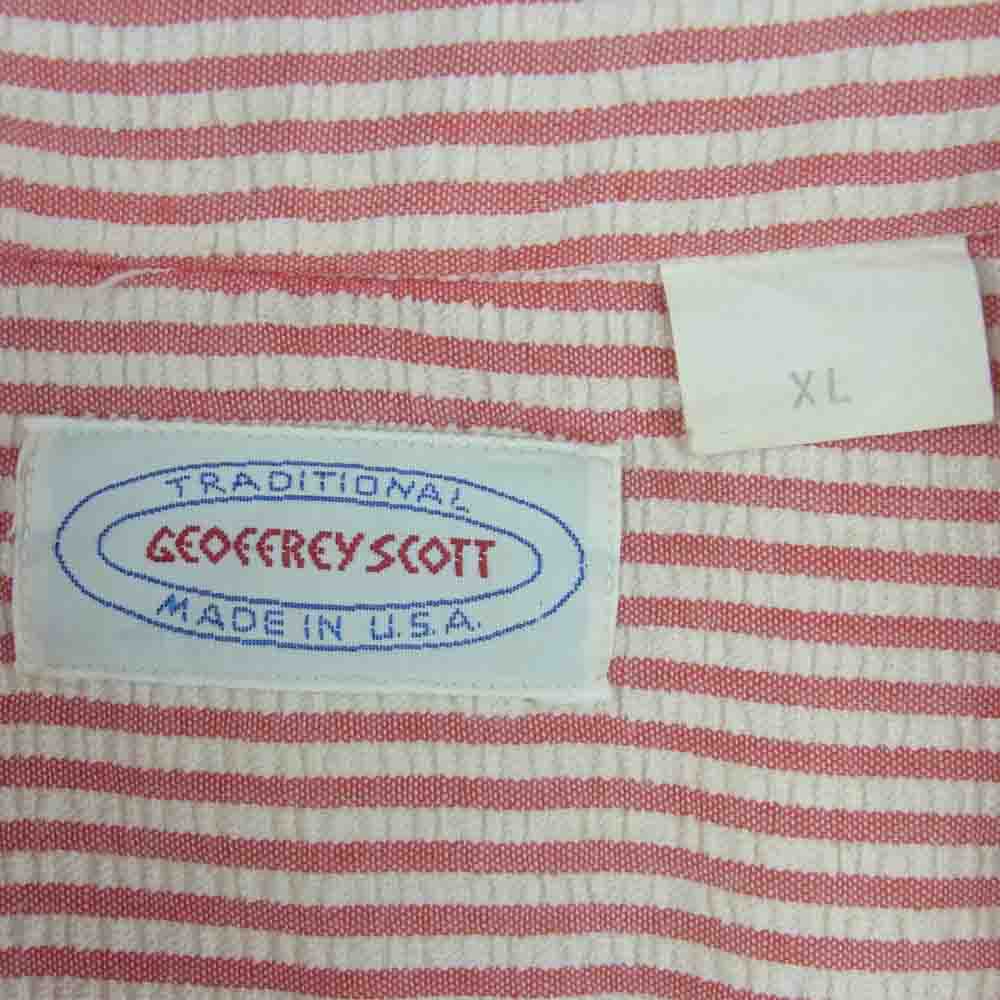 TRADITIONAL
GEOFFREY SCOTT
MADE IN U.S.A.
XL